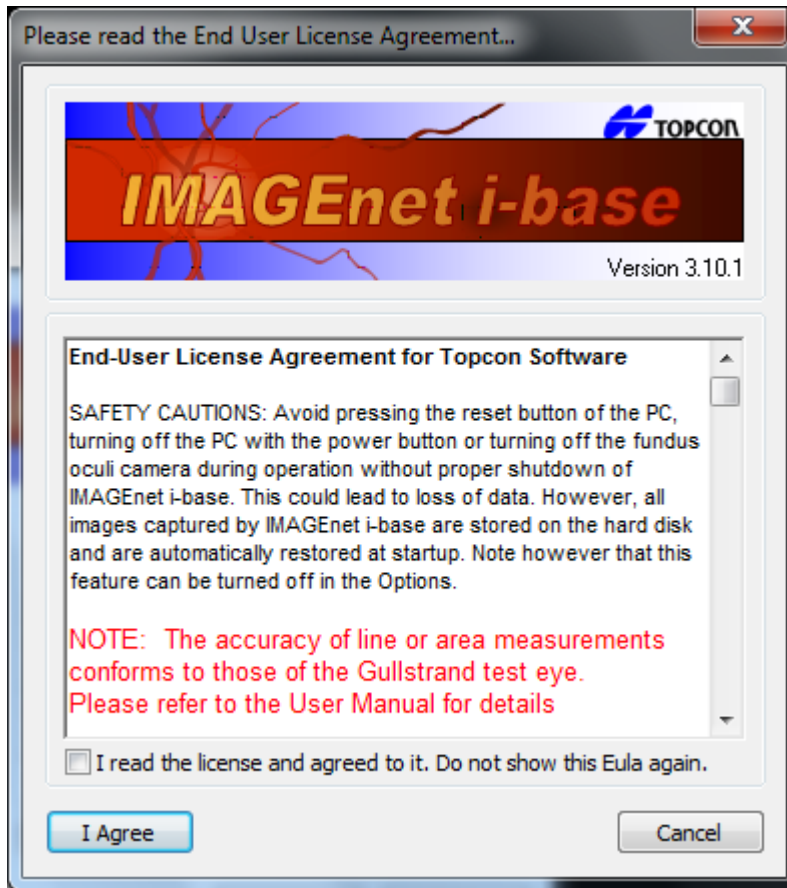 Please read the End User License Agreement...
TOPCON
IMAGEnet i-base
Version 3.10.1
End-User License Agreement for Topcon Software
SAFETY CAUTIONS: Avoid pressing the reset button of the PC,
turning off the PC with the power button or turning off the fundus
oculi camera during operation without proper shutdown of
IMAGEnet i-base. This could lead to loss of data. However, all
images captured by IMAGEnet i-base are stored on the hard disk
and are automatically restored at startup. Note however that this
feature can be turned off in the Options.
NOTE: The accuracy of line or area measurements
conforms to those of the Gullstrand test eye.
Please refer to the User Manual for details
I read the license and agreed to it. Do not show this Eula again.
I Agree
Cancel